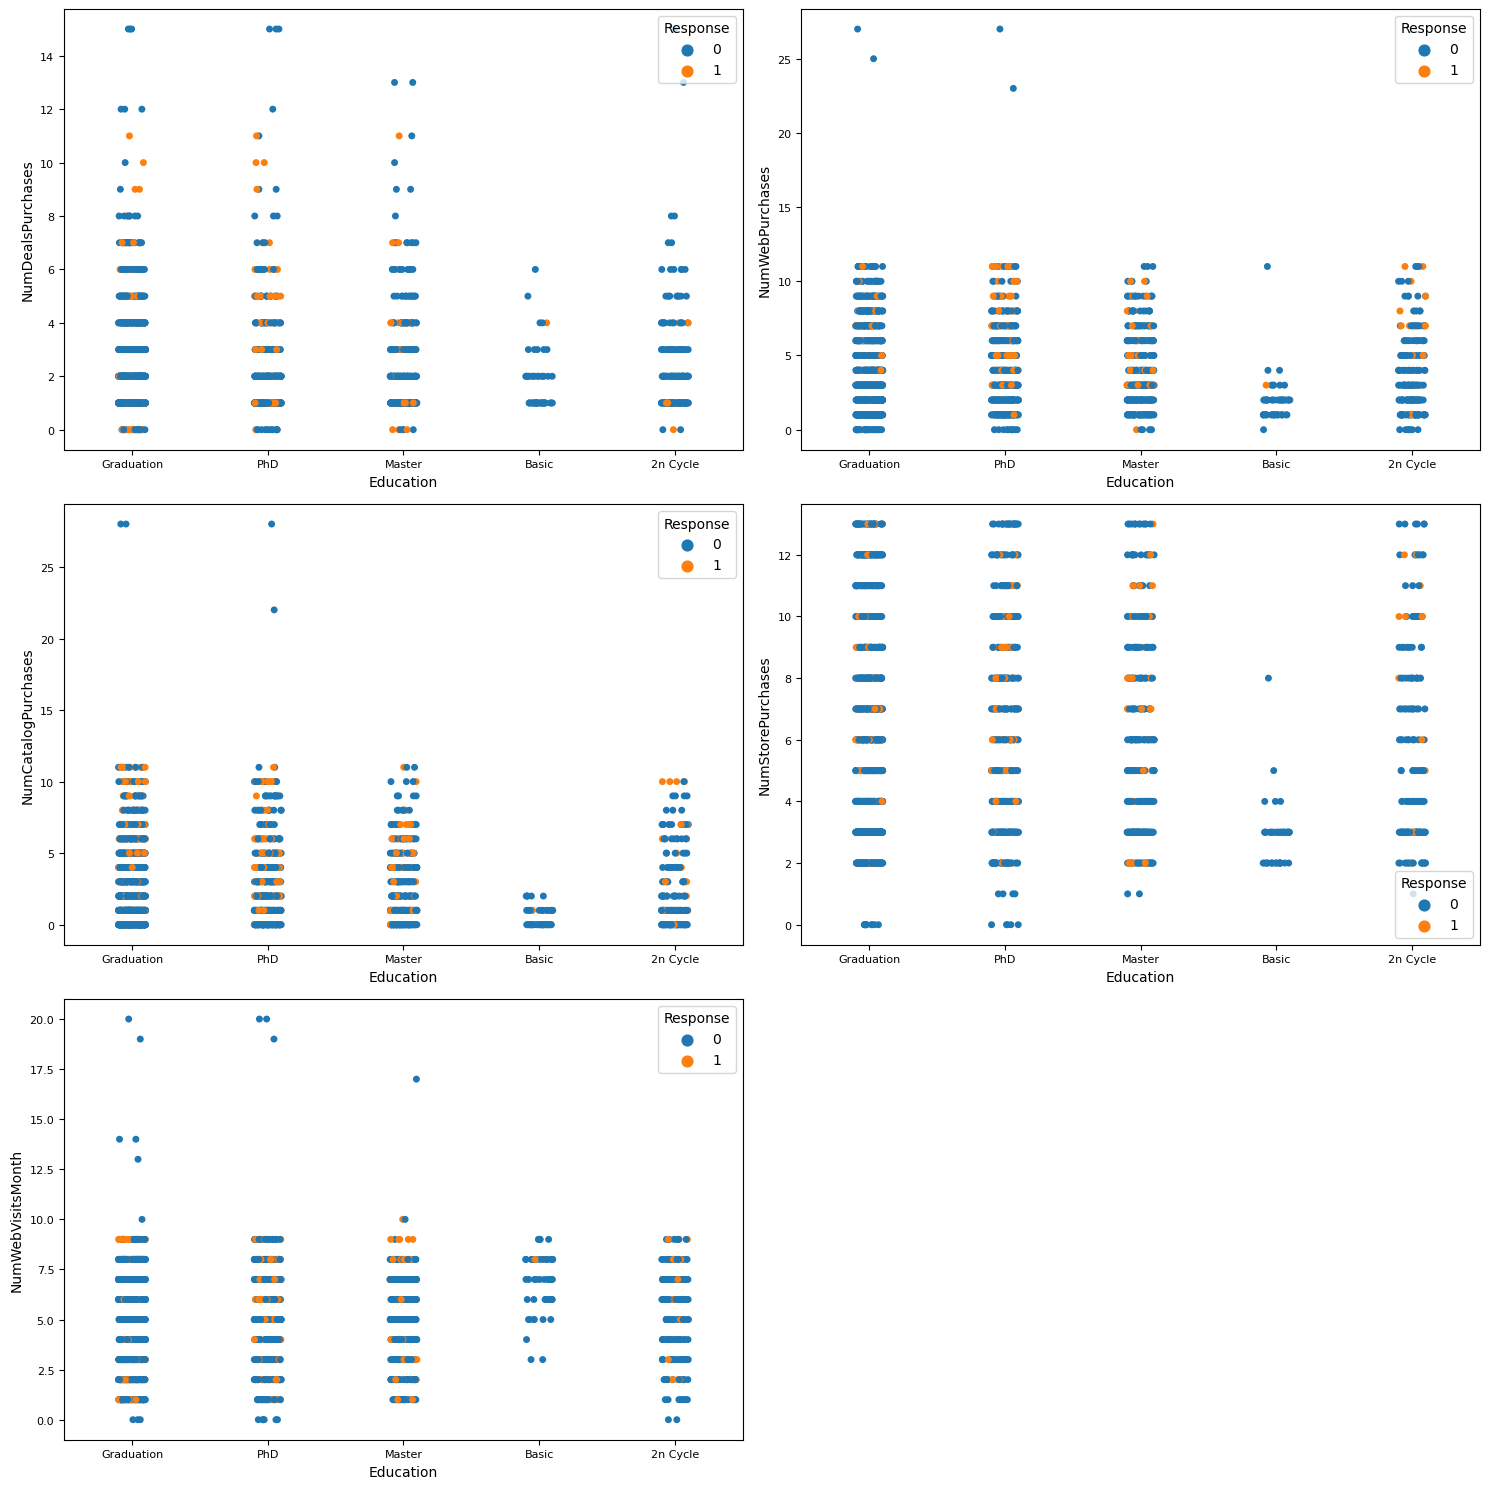 NumDealsPurchases
14
12
10
8
6
4
2
0
Graduation PhD Master Basic 2n Cycle
Education
Response
0
1
NumWebPurchases
25
20
15
10
5
0
Graduation PhD Master Basic 2n Cycle
Education
Response
0
1
NumCatalogPurchases
25
20
15
10
5
0
Graduation PhD Master Basic 2n Cycle
Education
Response
0
1
NumStorePurchases
12
10
8
6
4
2
0
Graduation PhD Master Basic 2n Cycle
Education
Response
0
1
NumWebVisitsMonth
20.0
17.5
15.0
12.5
10.0
7.5
5.0
2.5
0.0
Graduation PhD Master Basic 2n Cycle
Education
Response
0
1